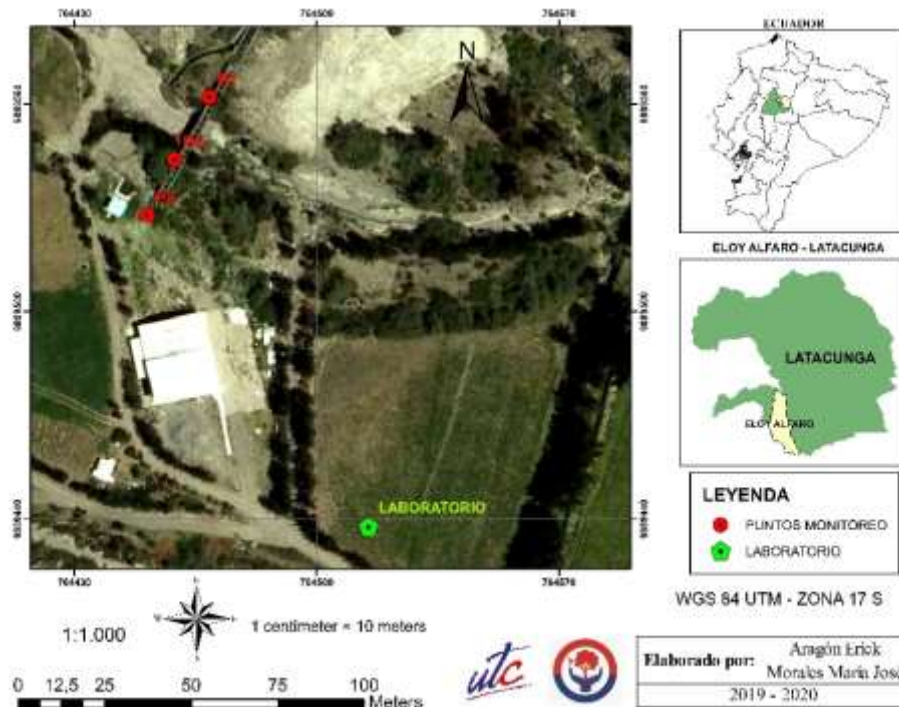 764430 764500 764570
N
LABORATORIO
764430 764500 764570
1:1.000
1 centimeter = 10 meters
0 12,5 25 50 75 100
Meters
ECUADOR
ELOY ALFARO - LATACUNGA
LATACUNGA
ELOY ALFARO
LEYENDA
PUNTOS MONITOREO
LABORATORIO
WGS 84 UTM - ZONA 17 S
utc
Elaborado por: Aragón Erick
Morales María José
2019 - 2020